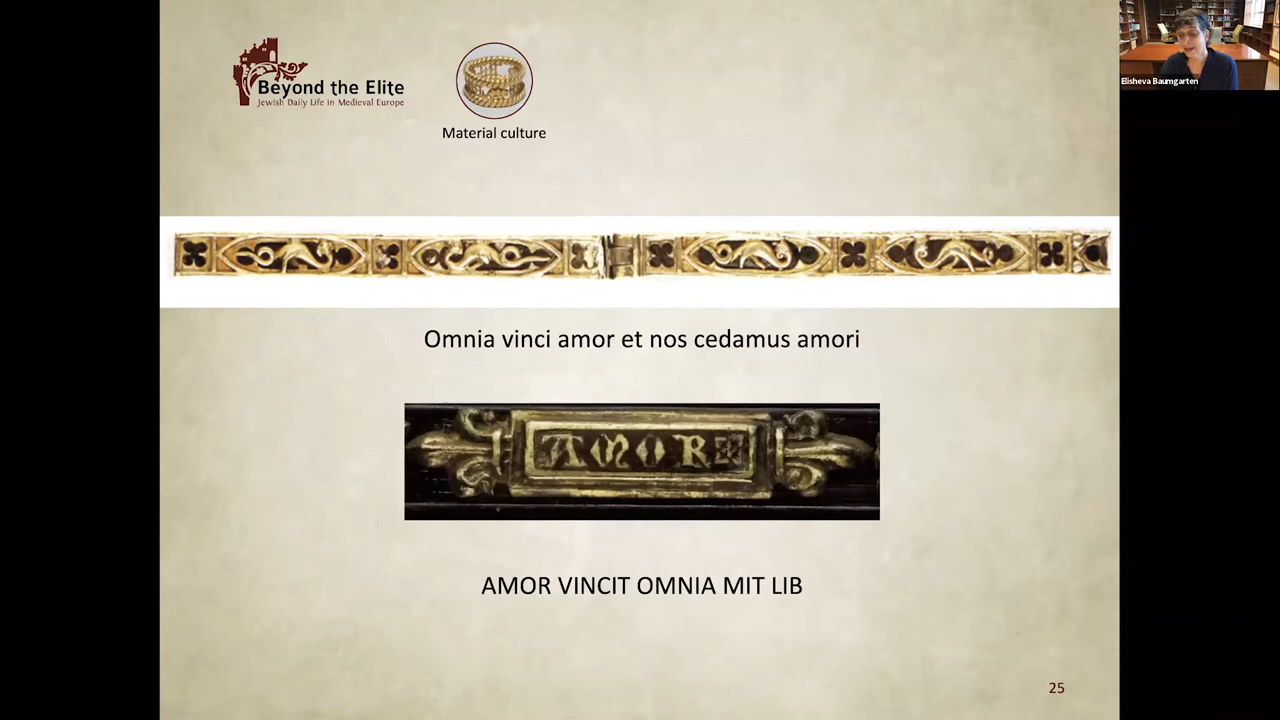 Beyond the Elite
Jewish Daily Life in Medieval Europe
Material culture
Elisheva Baumgarten
Omnia vinci amor et nos cedamus amori
AMOR
AMOR VINCIT OMNIA MIT LIB
25